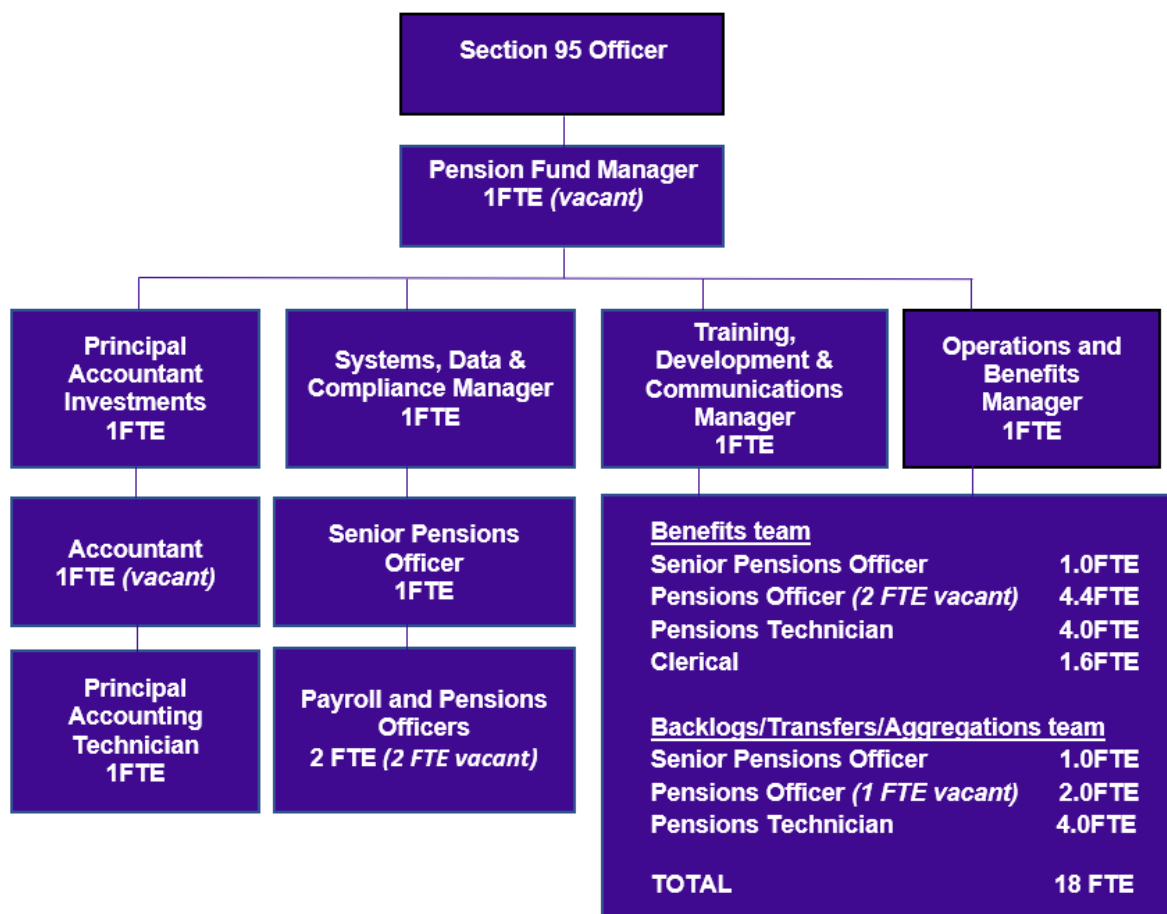 Section 95 Officer
Pension Fund Manager
1FTE (vacant)
Principal
Accountant
Investments
1FTE
Systems, Data &
Compliance Manager
1FTE
Training,
Development &
Communications
Manager
1FTE
Operations and
Benefits
Manager
1FTE
Accountant
1FTE (vacant)
Senior Pensions
Officer
1FTE
Principal
Accounting
Technician
1FTE
Payroll and Pensions
Officers
2 FTE (2 FTE vacant)
Benefits team
Senior Pensions Officer 1.0FTE
Pensions Officer (2 FTE vacant) 4.4FTE
Pensions Technician 4.0FTE
Clerical 1.6FTE
Backlogs/Transfers/Aggregations team
Senior Pensions Officer 1.0FTE
Pensions Officer (1 FTE vacant) 2.0FTE
Pensions Technician 4.0FTE
TOTAL 18 FTE